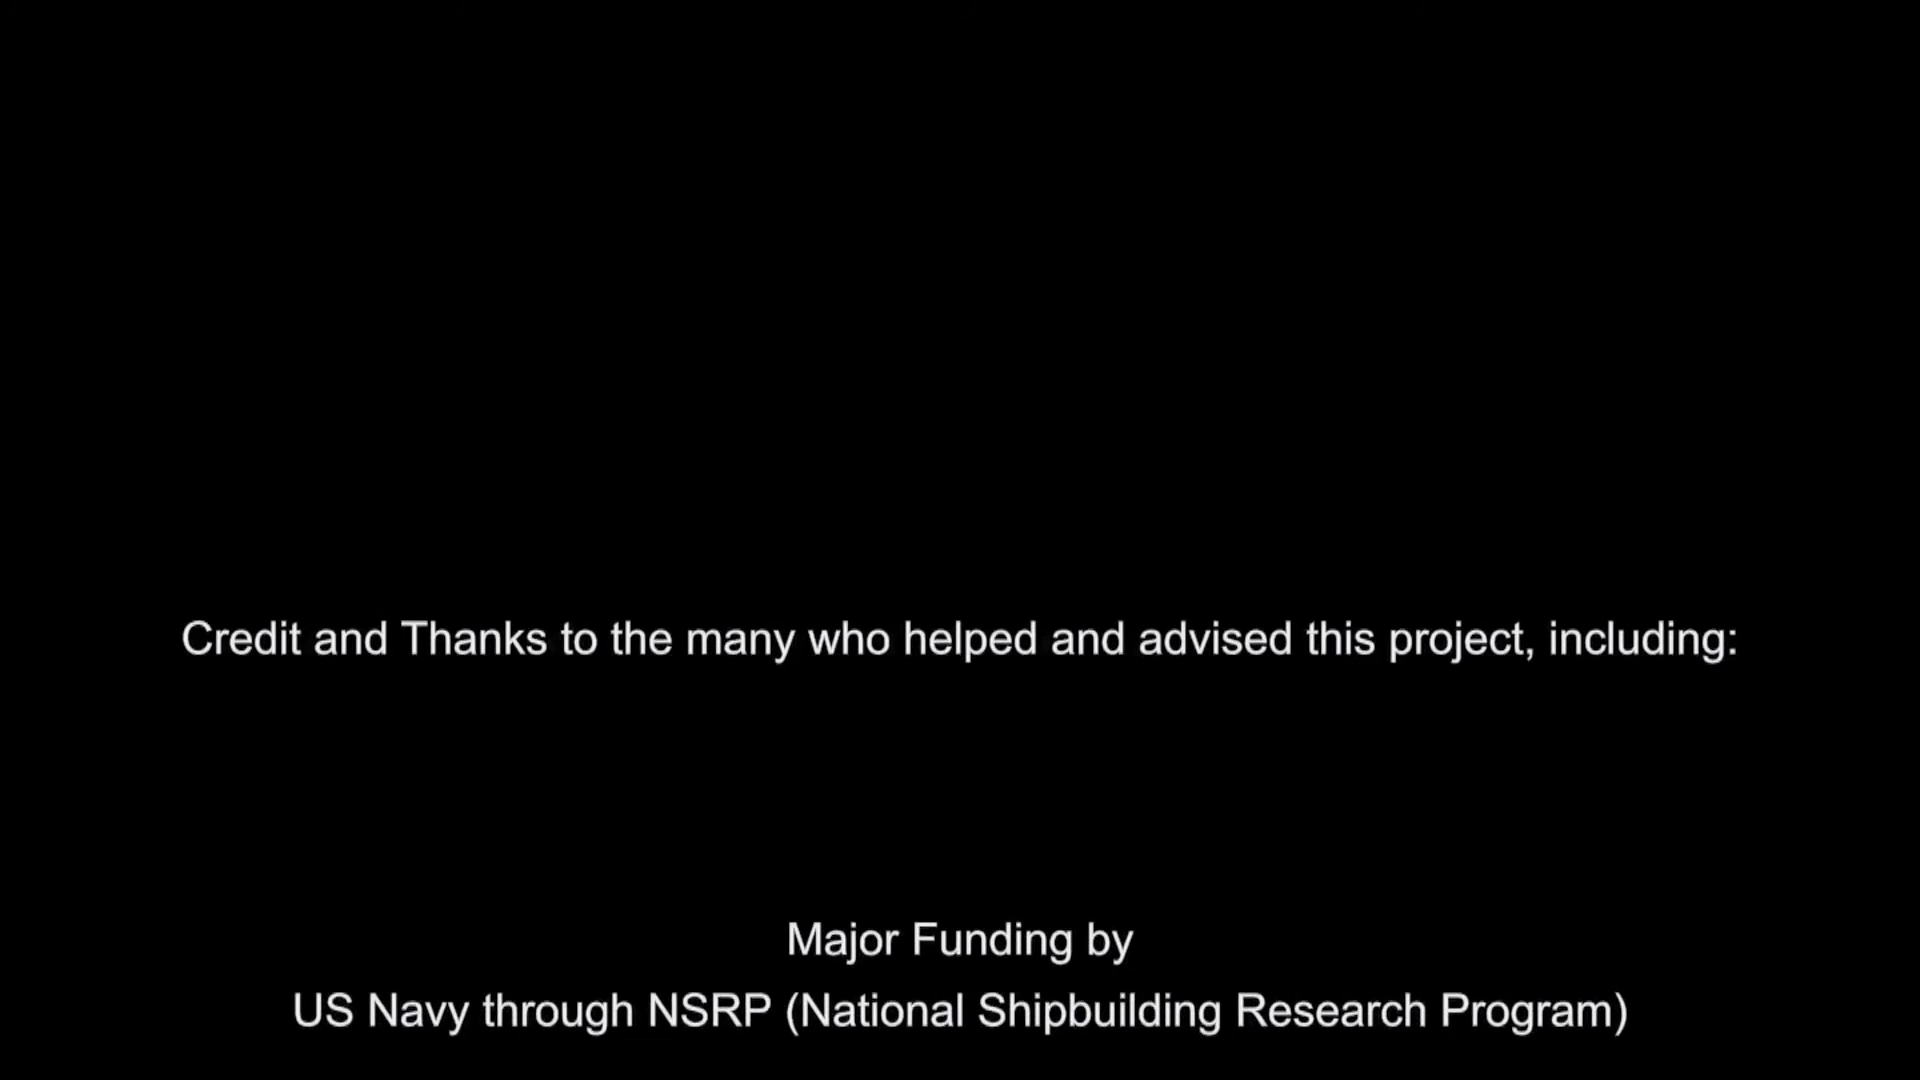 Credit and Thanks to the many who helped and advised this project, including:
Major Funding by
US Navy through NSRP (National Shipbuilding Research Program)